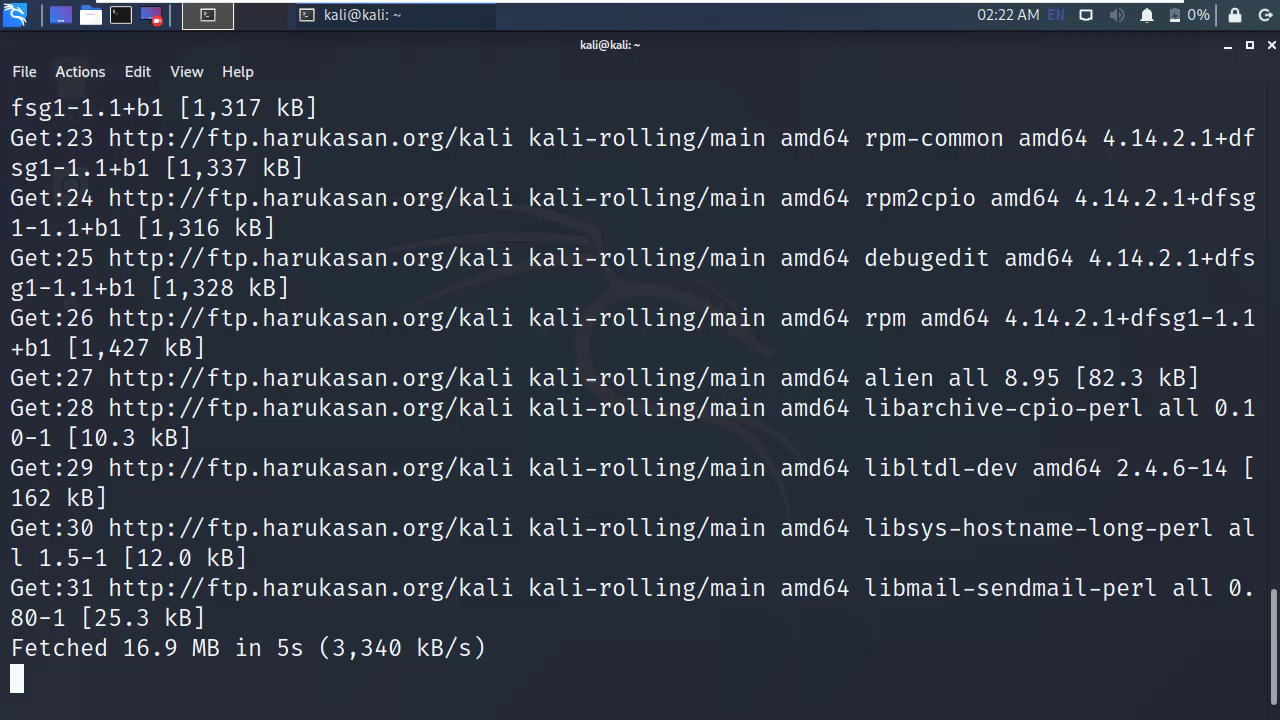 kali@kali: ~
02:22 AM EN 0%
kali@kali: ~
File Actions Edit View Help
fsg1-1.1+b1 [1,317 kB]
Get:23 http://ftp.harukasan.org/kali kali-rolling/main amd64 rpm-common amd64 4.14.2.1+df
sg1-1.1+b1 [1,337 kB]
Get:24 http://ftp.harukasan.org/kali kali-rolling/main amd64 rpm2cpio amd64 4.14.2.1+dfsg
1-1.1+b1 [1,316 kB]
Get:25 http://ftp.harukasan.org/kali kali-rolling/main amd64 debugedit amd64 4.14.2.1+dfs
g1-1.1+b1 [1,328 kB]
Get:26 http://ftp.harukasan.org/kali kali-rolling/main amd64 rpm amd64 4.14.2.1+dfsg1-1.1
+b1 [1,427 kB]
Get:27 http://ftp.harukasan.org/kali kali-rolling/main amd64 alien all 8.95 [82.3 kB]
Get:28 http://ftp.harukasan.org/kali kali-rolling/main amd64 libarchive-cpio-perl all 0.1
0-1 [10.3 kB]
Get:29 http://ftp.harukasan.org/kali kali-rolling/main amd64 libltdl-dev amd64 2.4.6-14 [
162 kB]
Get:30 http://ftp.harukasan.org/kali kali-rolling/main amd64 libsys-hostname-long-perl al
l 1.5-1 [12.0 kB]
Get:31 http://ftp.harukasan.org/kali kali-rolling/main amd64 libmail-sendmail-perl all 0.
80-1 [25.3 kB]
Fetched 16.9 MB in 5s (3,340 kB/s)